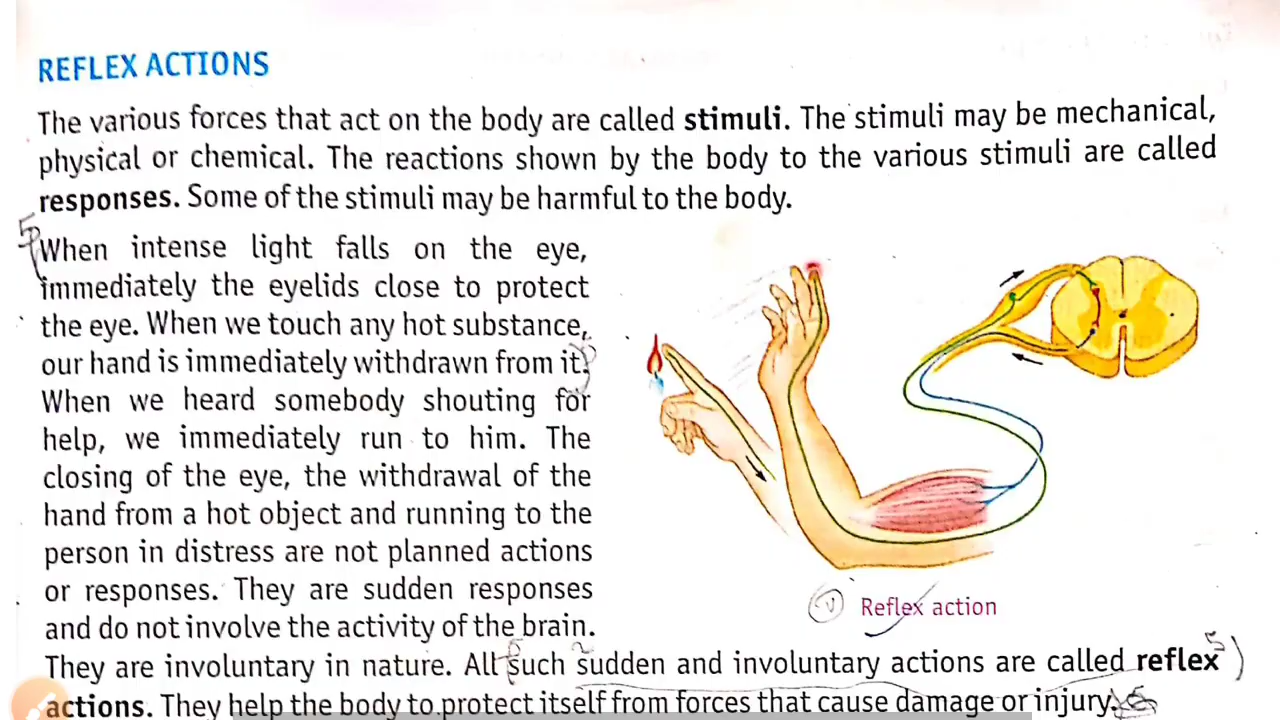 REFLEX ACTIONS
The various forces that act on the body are called stimuli. The stimuli may be mechanical,
physical or chemical. The reactions shown by the body to the various stimuli are called
responses. Some of the stimuli may be harmful to the body.
When intense light falls on the eye,
immediately the eyelids close to protect
the eye. When we touch any hot substance,
our hand is immediately withdrawn from it.
When we heard somebody shouting for
help, we immediately run to him. The
closing of the eye, the withdrawal of the
hand from a hot object and running to the
person in distress are not planned actions
or responses. They are sudden responses
and do not involve the activity of the brain.
They are involuntary in nature. All such sudden and involuntary actions are called reflex
actions. They help the body to protect itself from forces that cause damage or injury.
Reflex action